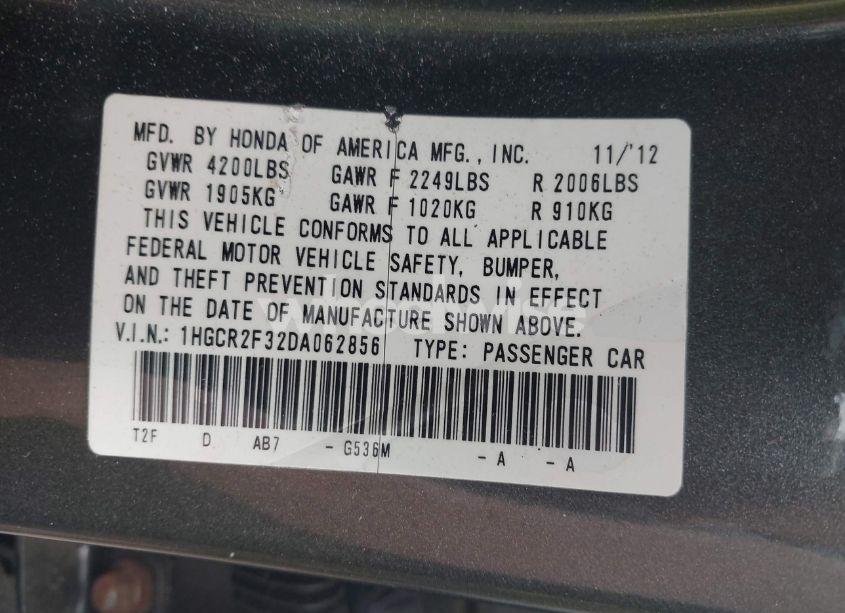 MFD. BY HONDA OF AMERICA MFG., INC. 11/'12
GVWR 4200LBS GAWR F 2249LBS R 2006LBS
GVWR 1905KG GAWR F 1020KG R 910KG
THIS VEHICLE CONFORMS TO ALL APPLICABLE
FEDERAL MOTOR VEHICLE SAFETY, BUMPER,
AND THEFT PREVENTION STANDARDS IN EFFECT
ON THE DATE OF MANUFACTURE SHOWN ABOVE.
V.I.N.: 1HGCR2F32DA062856 TYPE: PASSENGER CAR
T2F D AB7 - G536M - A - A